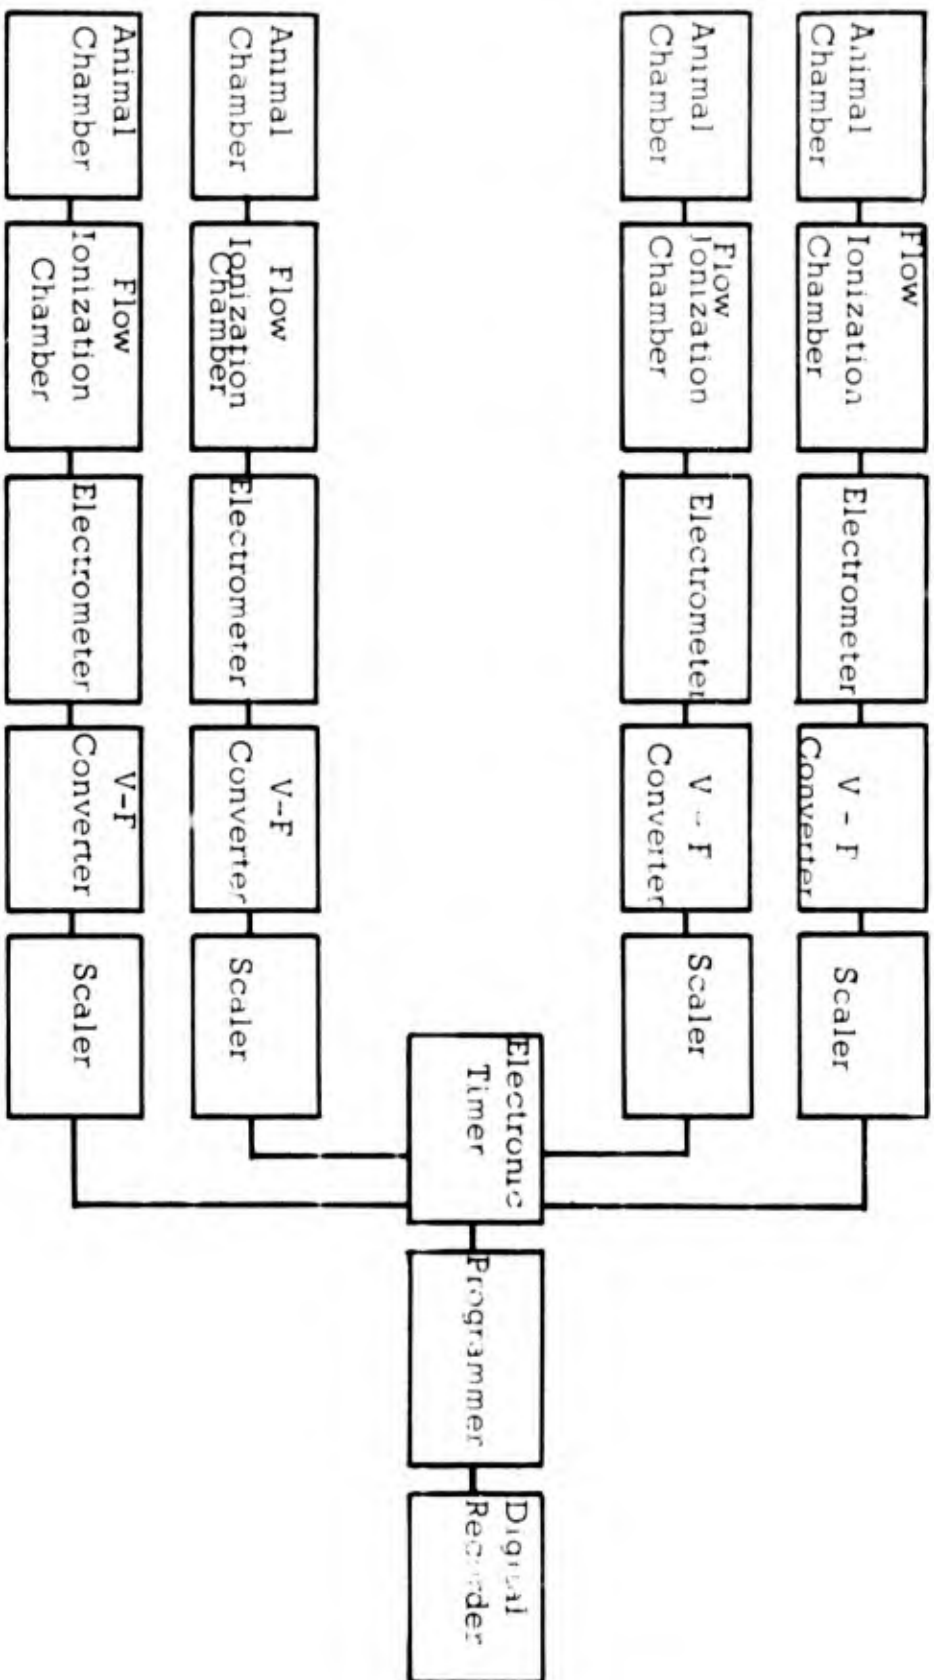 Animal
Chamber
Flow
Ionization
Chamber
Electrometer
V - F
Converter
Scaler
Animal
Chamber
Flow
Ionization
Chamber
Electrometer
V - F
Converter
Scaler
Electronic
Timer
Programmer
Digital
Recorder
Animal
Chamber
Flow
Ionization
Chamber
Electrometer
V-F
Converter
Scaler
Animal
Chamber
Flow
Ionization
Chamber
Electrometer
V-F
Converter
Scaler